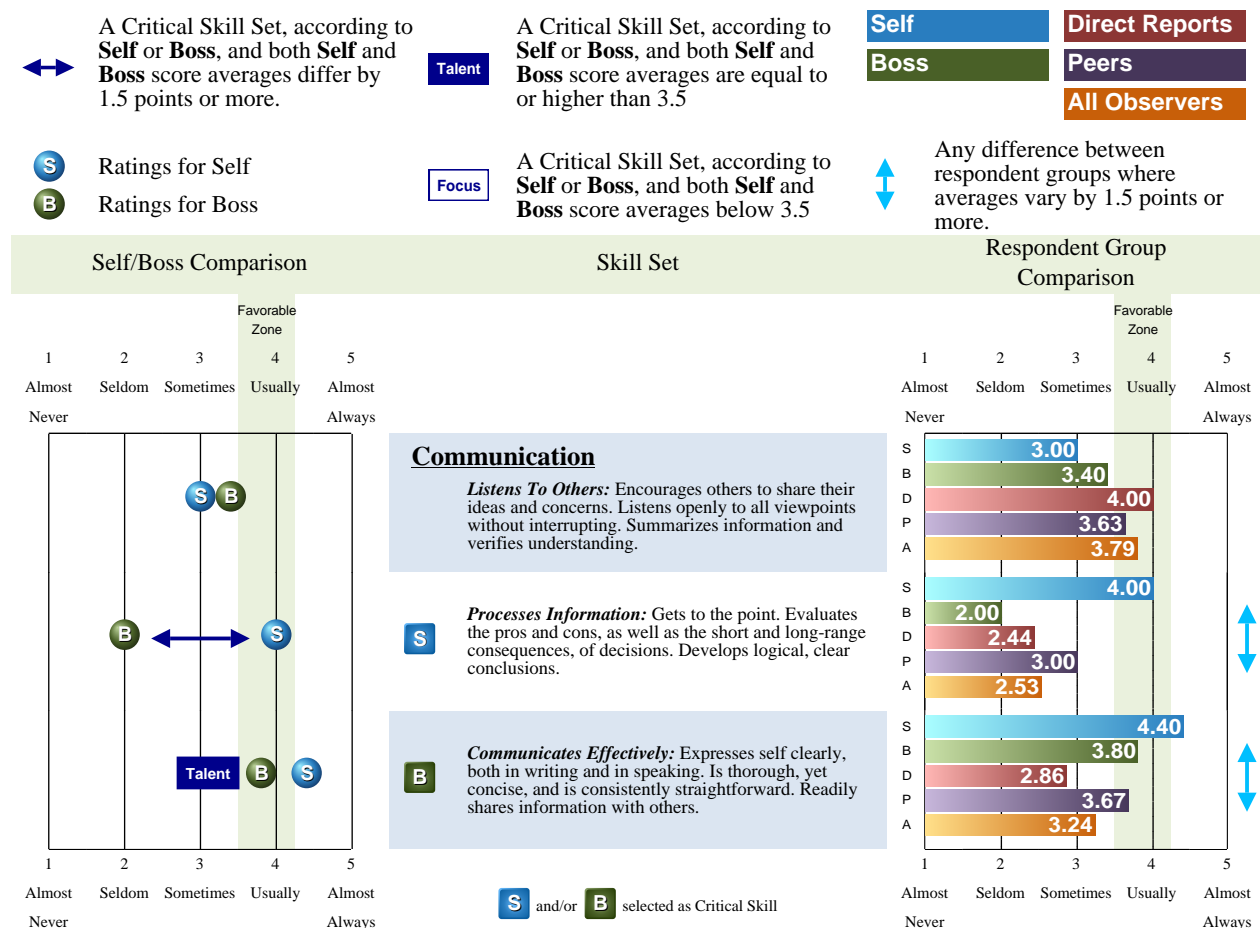 A Critical Skill Set, according to
Self or Boss, and both Self and
Boss score averages differ by
1.5 points or more.
Talent
A Critical Skill Set, according to
Self or Boss, and both Self and
Boss score averages are equal to
or higher than 3.5
Self
Direct Reports
Boss
Peers
All Observers
S
Ratings for Self
B
Ratings for Boss
Focus
A Critical Skill Set, according to
Self or Boss, and both Self and
Boss score averages below 3.5
Any difference between
respondent groups where
averages vary by 1.5 points or
more.
Self/Boss Comparison
Skill Set
Respondent Group
Comparison
Favorable
Zone
1 2 3 4 5
Almost Seldom Sometimes Usually Almost
Never Always
Favorable
Zone
1 2 3 4 5
Almost Seldom Sometimes Usually Almost
Never Always
S B
Communication
Listens To Others: Encourages others to share their
ideas and concerns. Listens openly to all viewpoints
without interrupting. Summarizes information and
verifies understanding.
S 3.00
B 3.40
D 4.00
P 3.63
A 3.79
B S
S
Processes Information: Gets to the point. Evaluates
the pros and cons, as well as the short and long-range
consequences, of decisions. Develops logical, clear
conclusions.
S 4.00
B 2.00
D 2.44
P 3.00
A 2.53
Talent B S
B
Communicates Effectively: Expresses self clearly,
both in writing and in speaking. Is thorough, yet
concise, and is consistently straightforward. Readily
shares information with others.
S 4.40
B 3.80
D 2.86
P 3.67
A 3.24
1 2 3 4 5
Almost Seldom Sometimes Usually Almost
Never Always
S and/or B selected as Critical Skill
1 2 3 4 5
Almost Seldom Sometimes Usually Almost
Never Always